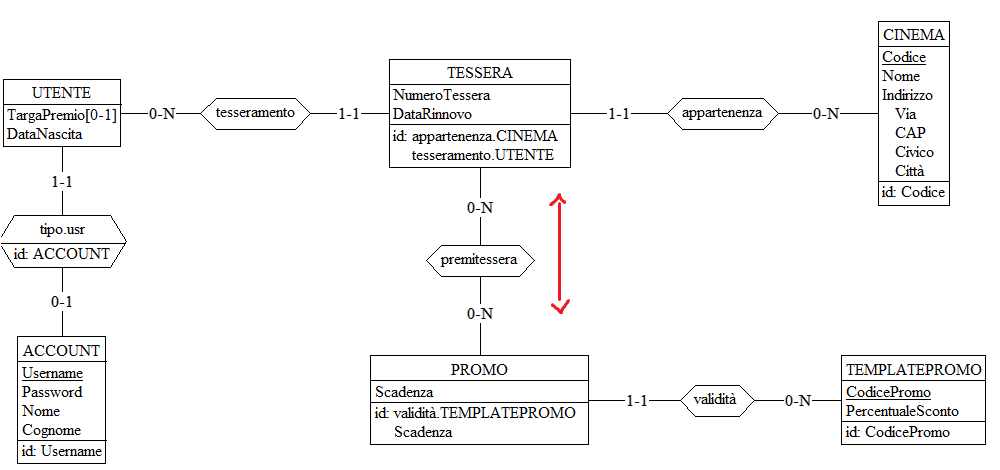 UTENTE
TargaPremio[0-1]
DataNascita
0-N
tesseramento
1-1
TESSERA
NumeroTessera
DataRinnovo
id: appartenenza.CINEMA
tesseramento.UTENTE
1-1
appartenenza
0-N
CINEMA
Codice
Nome
Indirizzo
Via
CAP
Civico
Città
id: Codice
1-1
tipo.usr
id: ACCOUNT
0-1
ACCOUNT
Username
Password
Nome
Cognome
id: Username
0-N
premitessera
0-N
PROMO
Scadenza
id: validità.TEMPLATEPROMO
Scadenza
1-1
validità
0-N
TEMPLATEPROMO
CodicePromo
PercentualeSconto
id: CodicePromo